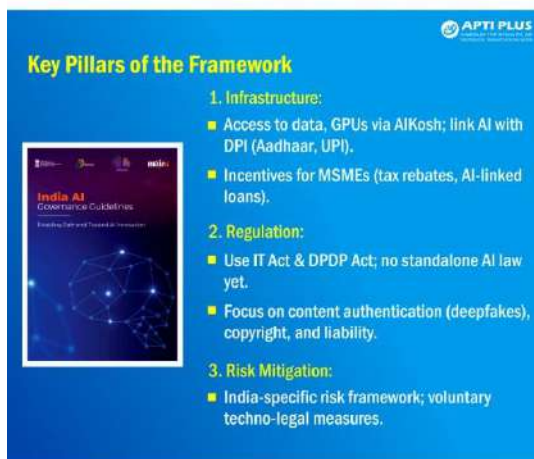 APTI PLUS
Key Pillars of the Framework
1. Infrastructure:
Access to data, GPUs via AIKosh; link AI with
DPI (Aadhaar, UPI).
Incentives for MSMEs (tax rebates, AI-linked
loans).
India AI
Governance Guidelines
2. Regulation:
Use IT Act & DPDP Act; no standalone AI law
yet.
Focus on content authentication (deepfakes),
copyright, and liability.
3. Risk Mitigation:
India-specific risk framework; voluntary
techno-legal measures.